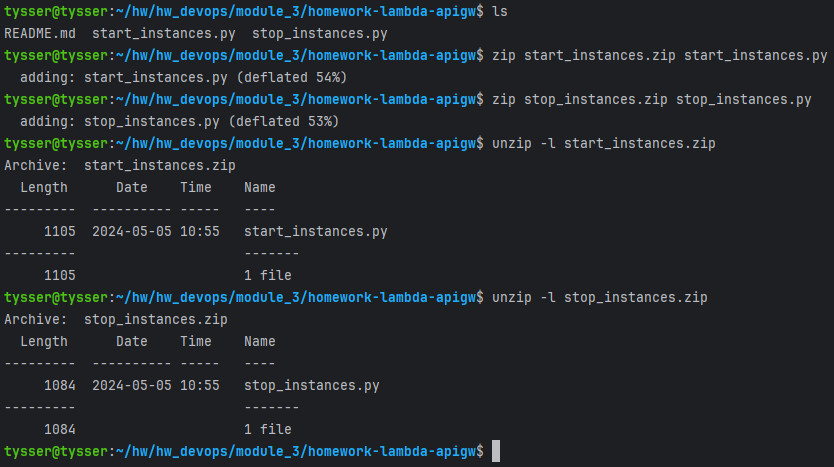 tysser@tysser:~/hw/hw_devops/module_3/homework-lambda-apigw$ ls
README.md  start_instances.py  stop_instances.py
tysser@tysser:~/hw/hw_devops/module_3/homework-lambda-apigw$ zip start_instances.zip start_instances.py
  adding: start_instances.py (deflated 54%)
tysser@tysser:~/hw/hw_devops/module_3/homework-lambda-apigw$ zip stop_instances.zip stop_instances.py
  adding: stop_instances.py (deflated 53%)
tysser@tysser:~/hw/hw_devops/module_3/homework-lambda-apigw$ unzip -l start_instances.zip
Archive:  start_instances.zip
  Length      Date    Time    Name
---------  ---------- -----   ----
     1105  2024-05-05 10:55   start_instances.py
---------                     -------
     1105                     1 file
tysser@tysser:~/hw/hw_devops/module_3/homework-lambda-apigw$ unzip -l stop_instances.zip
Archive:  stop_instances.zip
  Length      Date    Time    Name
---------  ---------- -----   ----
     1084  2024-05-05 10:55   stop_instances.py
---------                     -------
     1084                     1 file
tysser@tysser:~/hw/hw_devops/module_3/homework-lambda-apigw$